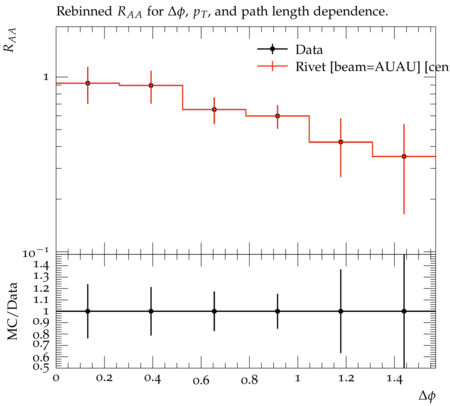 Rebinned R_AA for Δϕ, p_T, and path length dependence.
R_AA
Data
Rivet [beam=AUAU] [cen
1
10⁻¹
MC/Data
1.4
1.3
1.2
1.1
1
0.9
0.8
0.7
0.6
0.5
0 0.2 0.4 0.6 0.8 1 1.2 1.4
Δϕ